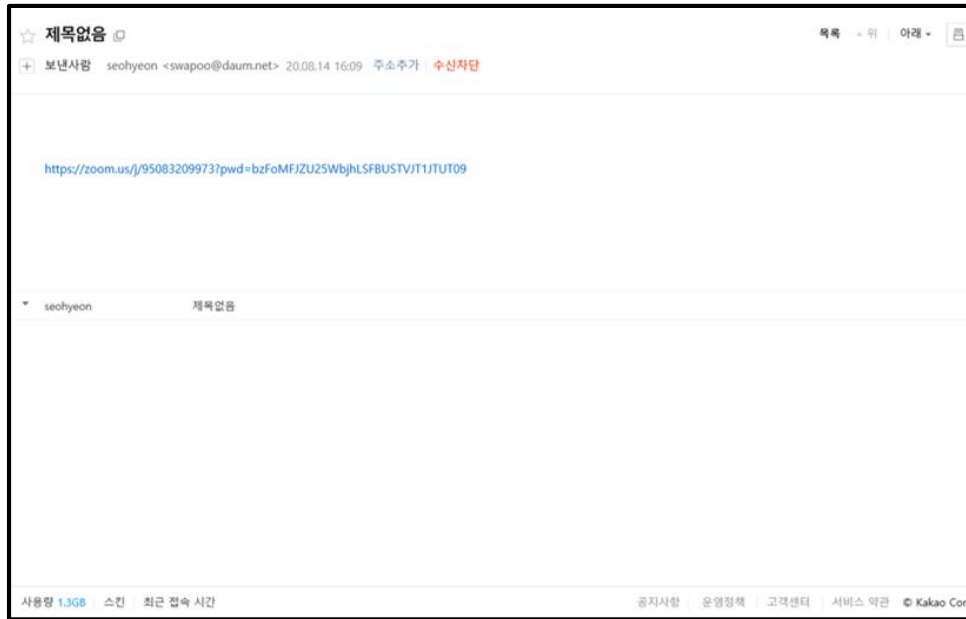 제목없음
목록 위 아래
보낸사람 seohyeon <swapoo@daum.net> 20.08.14 16:09 주소추가 수신차단
https://zoom.us/j/95083209973?pwd=bzFoMFJZU25WbjhLSFBUSTVJT1JTUT09
seohyeon 제목없음
사용량 1.3GB 스킨 최근 접속 시간
공지사항 운영정책 고객센터 서비스 약관 © Kakao Cor